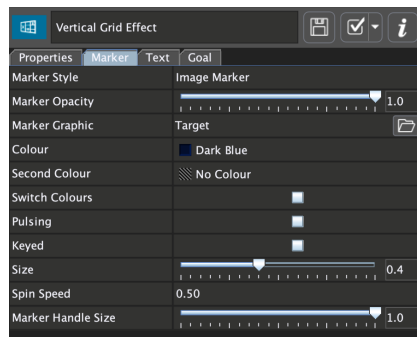 Vertical Grid Effect
Properties Marker Text Goal
Marker Style Image Marker
Marker Opacity 1.0
Marker Graphic Target
Colour Dark Blue
Second Colour No Colour
Switch Colours
Pulsing
Keyed
Size 0.4
Spin Speed 0.50
Marker Handle Size 1.0